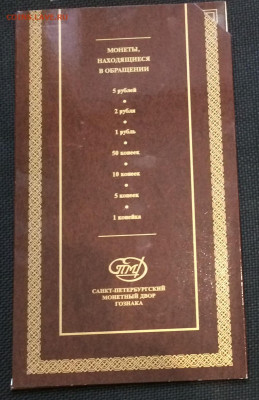 МОНЕТЫ,
НАХОДЯЩИЕСЯ
В ОБРАЩЕНИИ
5 рублей
2 рубля
1 рубль
50 копеек
10 копеек
5 копеек
1 копейка
САНКТ-ПЕТЕРБУРГСКИЙ
МОНЕТНЫЙ ДВОР
ГОЗНАКА